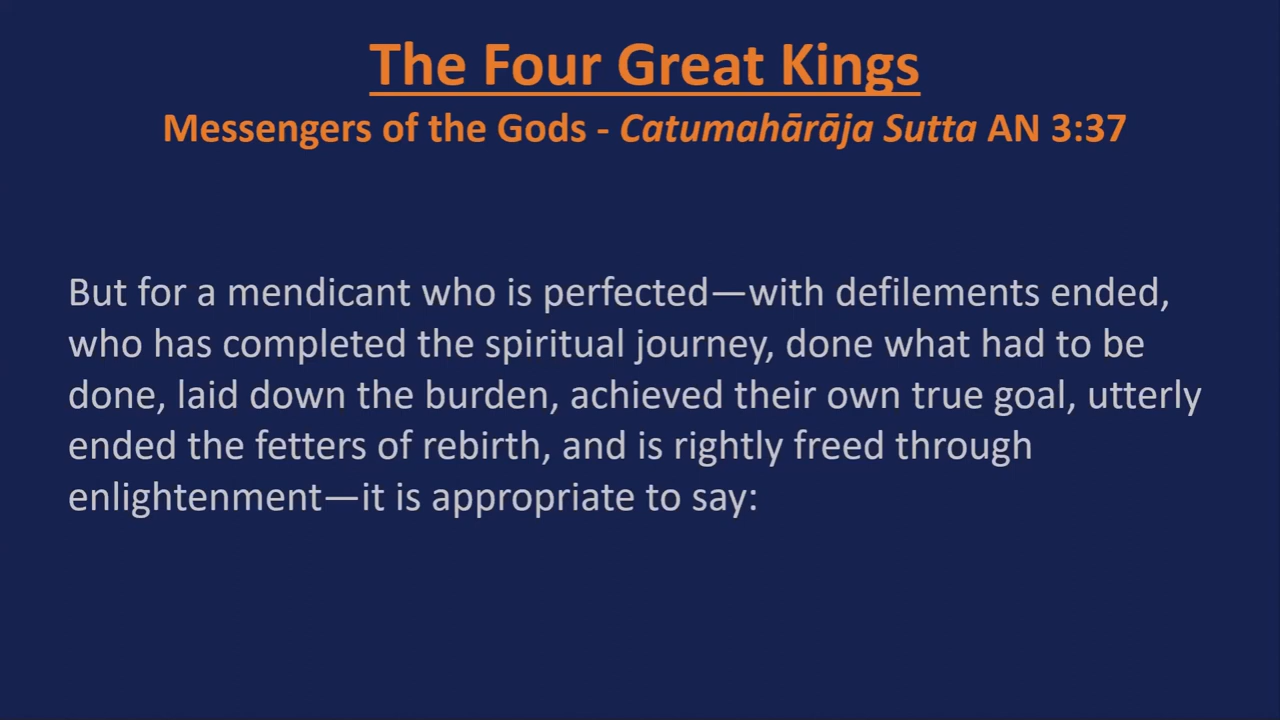 The Four Great Kings
Messengers of the Gods - Catumahārāja Sutta AN 3:37
But for a mendicant who is perfected—with defilements ended,
who has completed the spiritual journey, done what had to be
done, laid down the burden, achieved their own true goal, utterly
ended the fetters of rebirth, and is rightly freed through
enlightenment—it is appropriate to say: